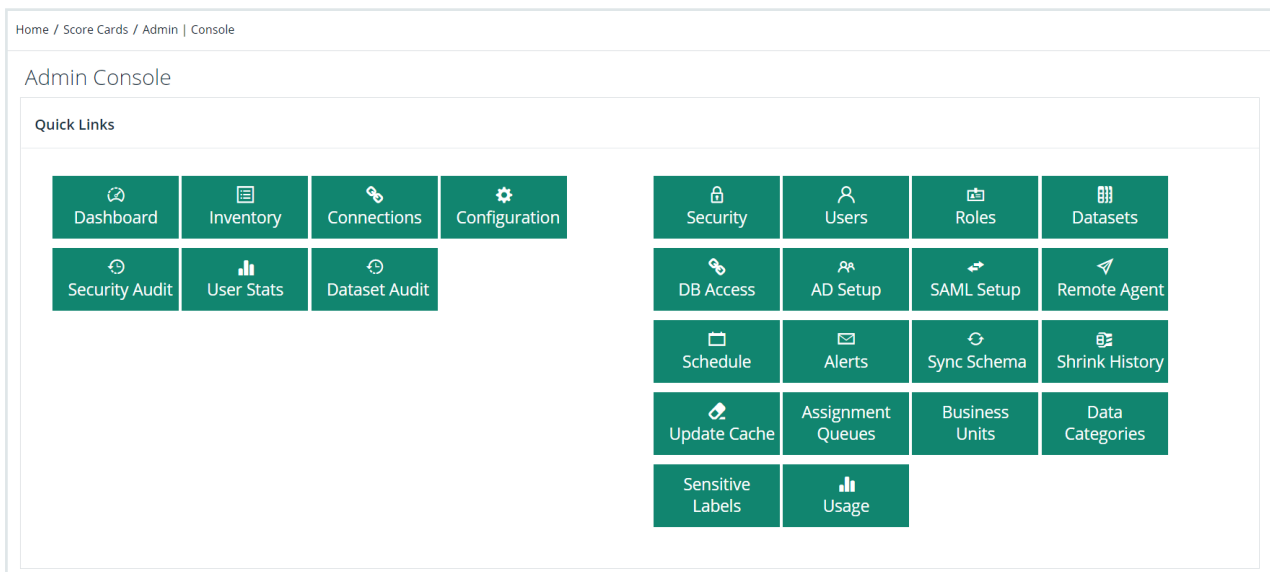 Home / Score Cards / Admin | Console
Admin Console
Quick Links
Dashboard
Inventory
Connections
Configuration
Security Audit
User Stats
Dataset Audit
Security
Users
Roles
Datasets
DB Access
AD Setup
SAML Setup
Remote Agent
Schedule
Alerts
Sync Schema
Shrink History
Update Cache
Assignment
Queues
Business
Units
Data
Categories
Sensitive
Labels
Usage